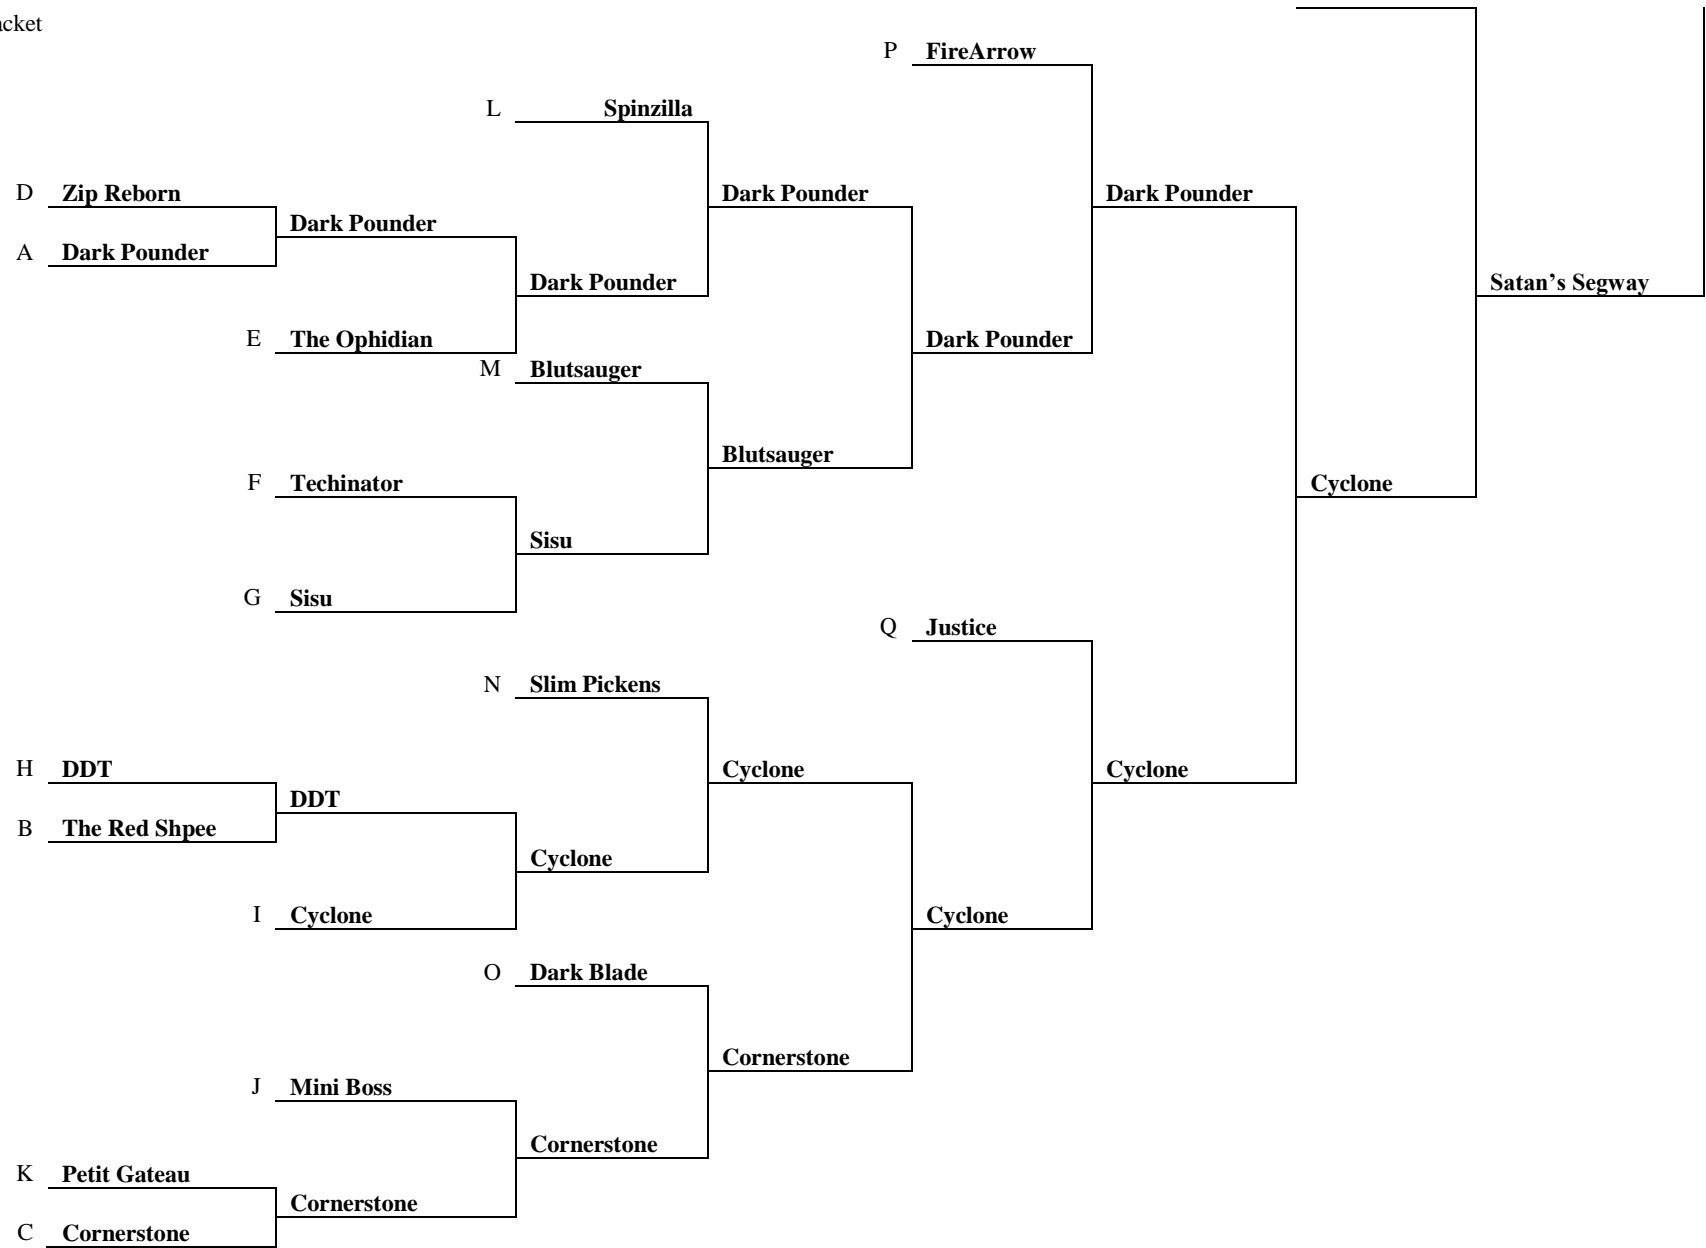 acket
P FireArrow
L Spinzilla
D Zip Reborn
Dark Pounder
Dark Pounder
Dark Pounder
A Dark Pounder
Dark Pounder
Satan’s Segway
E The Ophidian
Dark Pounder
M Blutsauger
Blutsauger
F Techinator
Cyclone
Sisu
G Sisu
Q Justice
N Slim Pickens
H DDT
Cyclone
Cyclone
DDT
B The Red Shpee
Cyclone
I Cyclone
Cyclone
O Dark Blade
Cornerstone
J Mini Boss
Cornerstone
K Petit Gateau
Cornerstone
C Cornerstone